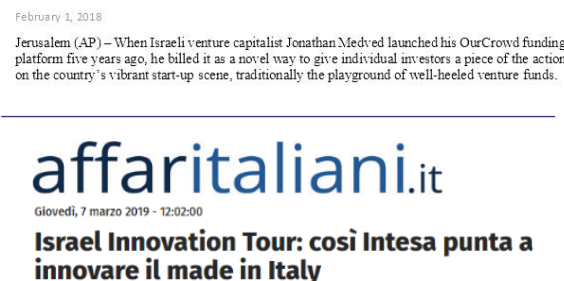 February 1, 2018
Jerusalem (AP) – When Israeli venture capitalist Jonathan Medved launched his OurCrowd funding
platform five years ago, he billed it as a novel way to give individual investors a piece of the action
on the country’s vibrant start-up scene, traditionally the playground of well-heeled venture funds.
affaritaliani.it
Giovedì, 7 marzo 2019 - 12:02:00
Israel Innovation Tour: così Intesa punta a
innovare il made in Italy